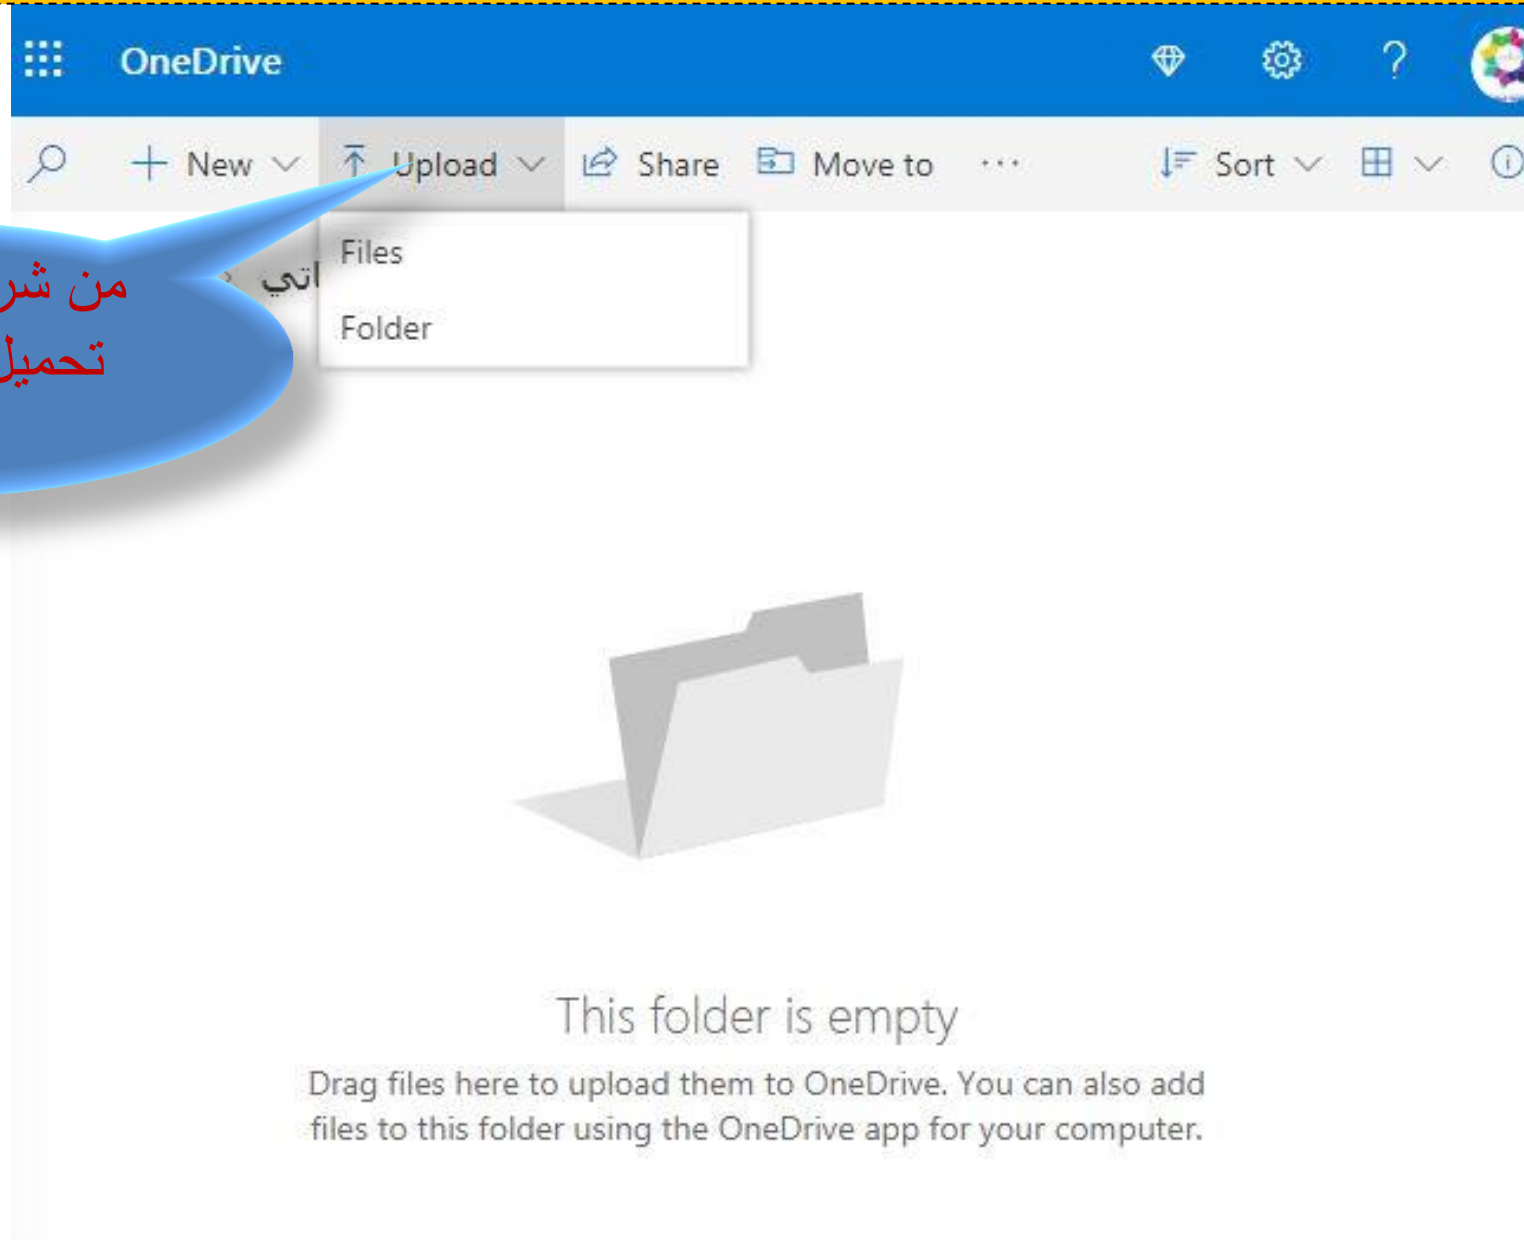 OneDrive
?
New
Upload
Share
Move to
...
Sort
Files
Folder
من
تحميل
This folder is empty
Drag files here to upload them to OneDrive. You can also add
files to this folder using the OneDrive app for your computer.